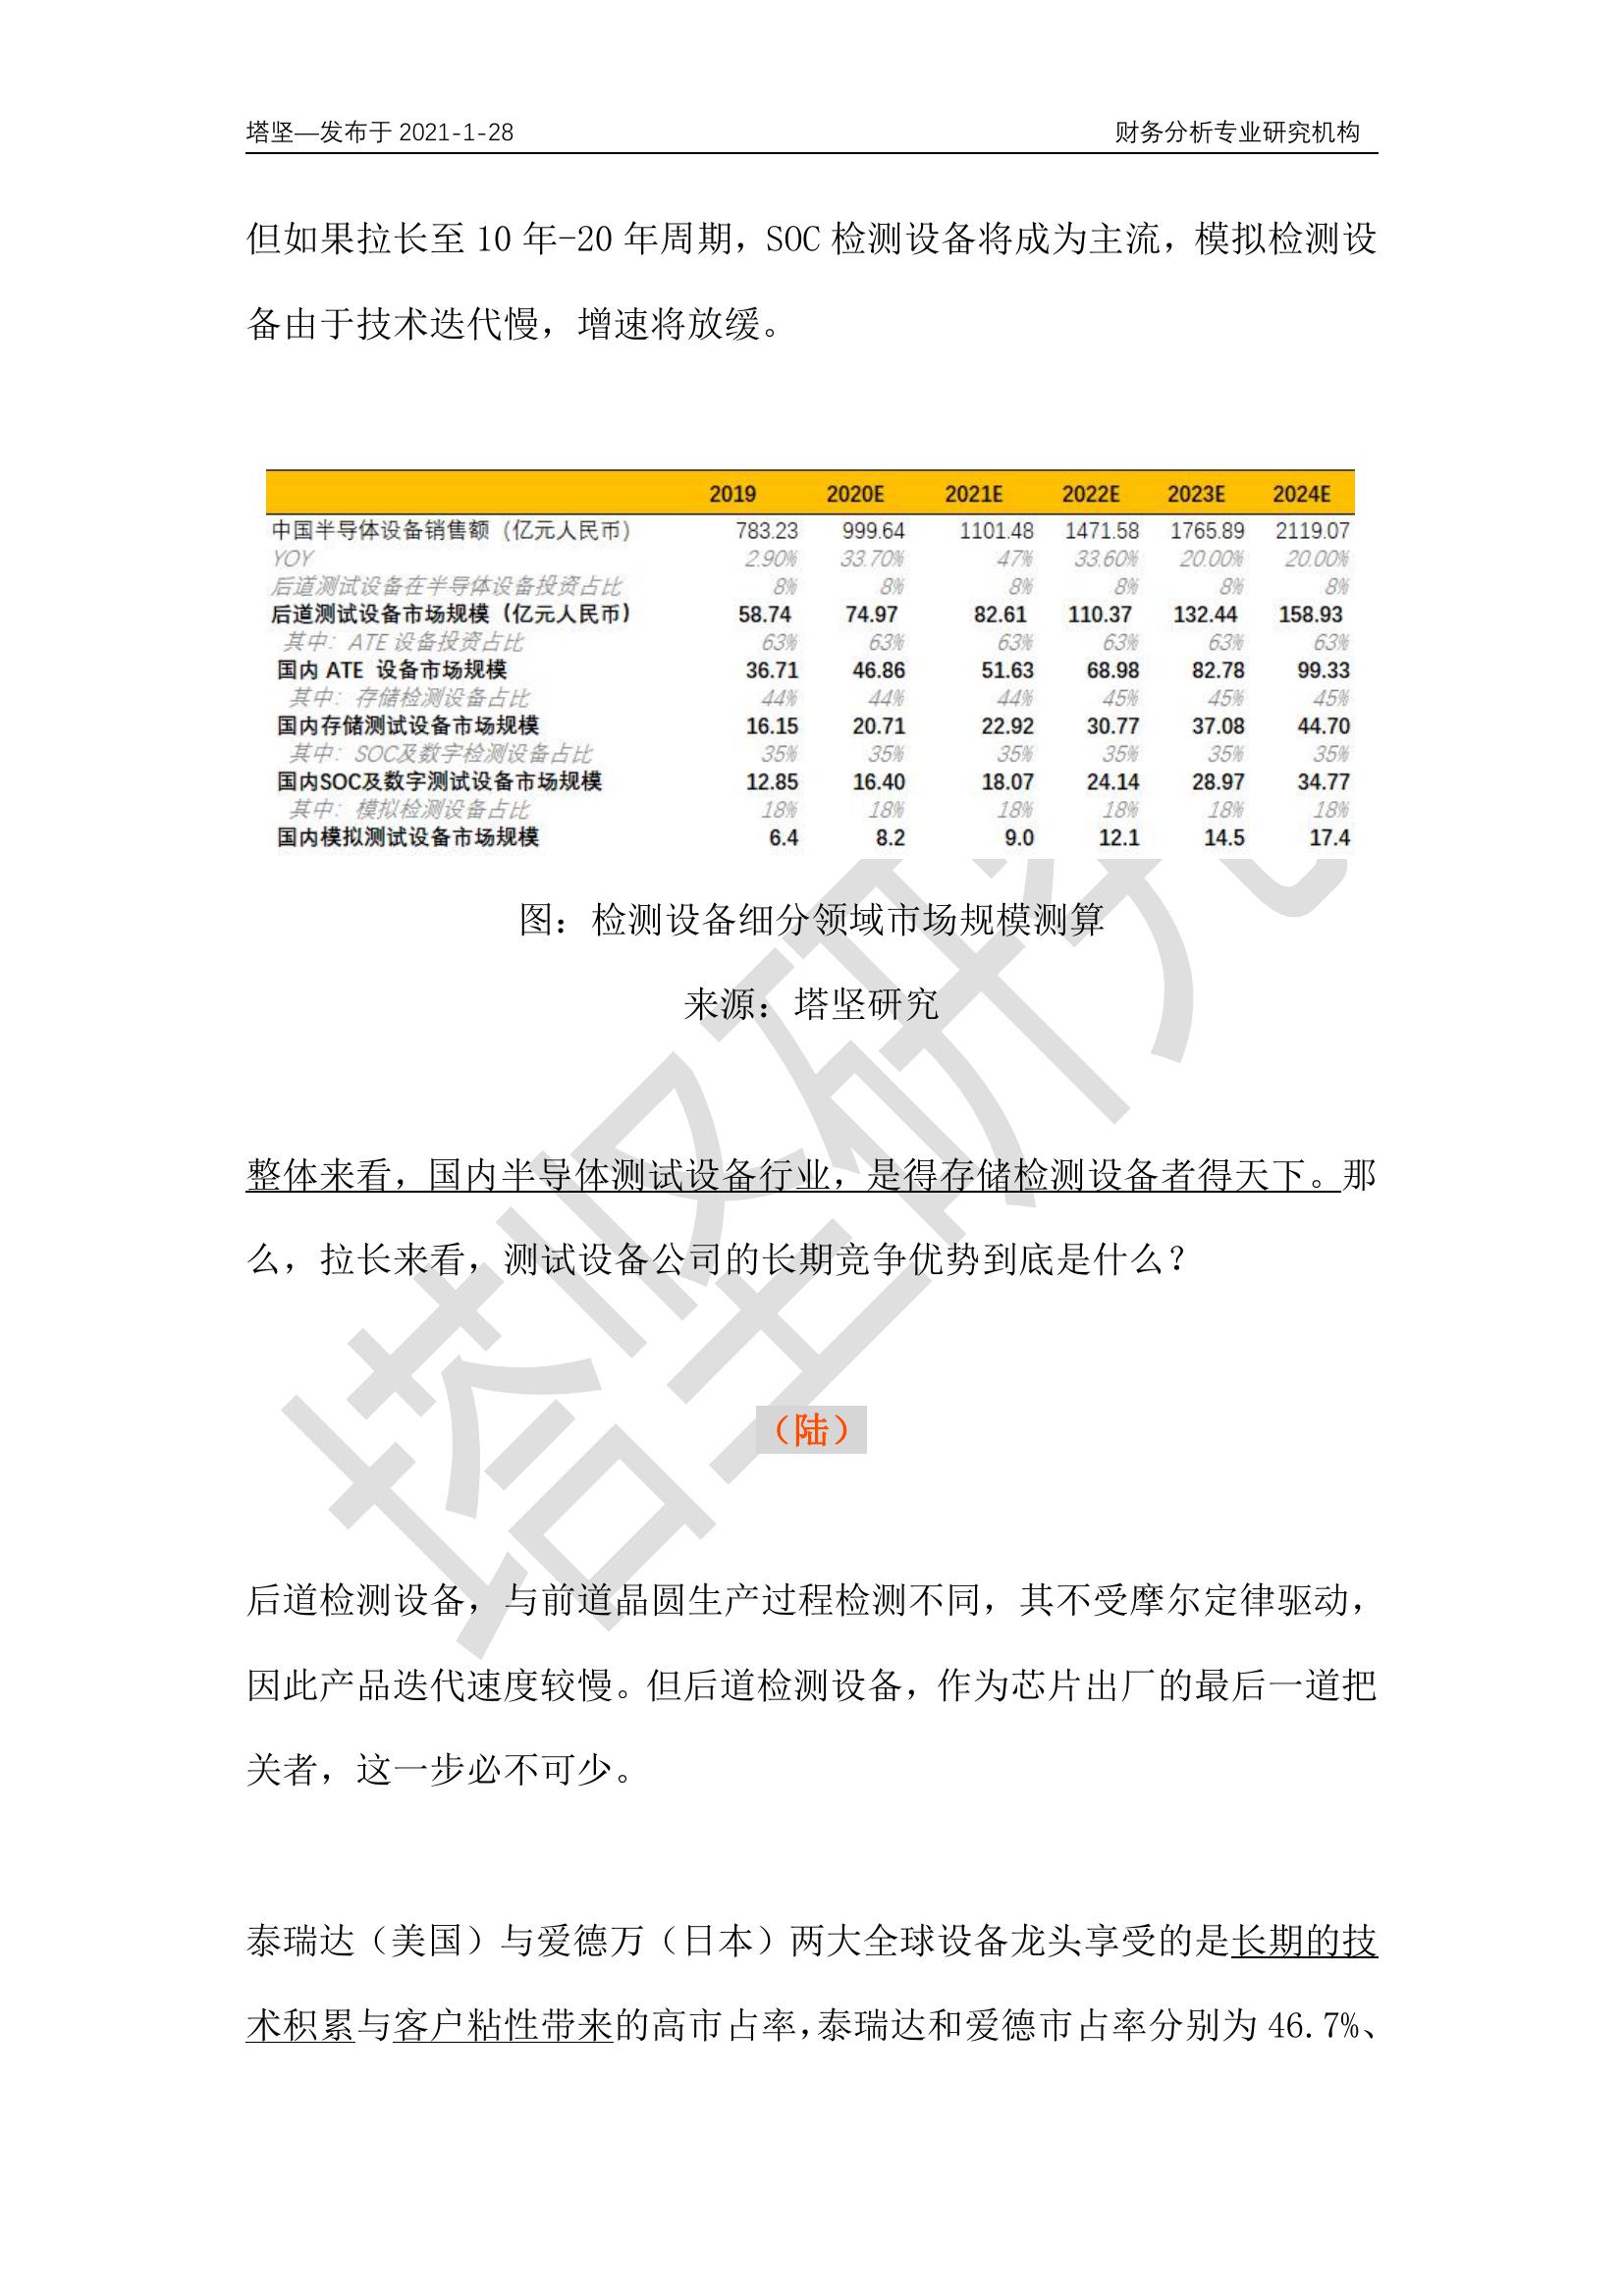 塔坚—发布于 2021-1-28 财务分析专业研究机构
但如果拉长至 10 年-20 年周期，SOC 检测设备将成为主流，模拟检测设
备由于技术迭代慢，增速将放缓。
2019 2020E 2021E 2022E 2023E 2024E
中国半导体设备销售额（亿元人民币） 783.23 999.64 1101.48 1471.58 1765.89 2119.07
YOY 2.90% 33.70% 47% 33.60% 20.00% 20.00%
后道测试设备在半导体设备投资占比 8% 8% 8% 8% 8% 8%
后道测试设备市场规模（亿元人民币） 58.74 74.97 82.61 110.37 132.44 158.93
其中：ATE 设备投资占比 63% 63% 63% 63% 63% 63%
国内 ATE 设备市场规模 36.71 46.86 51.63 68.98 82.78 99.33
其中：存储检测设备占比 44% 44% 44% 45% 45% 45%
国内存储测试设备市场规模 16.15 20.71 22.92 30.77 37.08 44.70
其中：SOC及数字检测设备占比 35% 35% 35% 35% 35% 35%
国内SOC及数字测试设备市场规模 12.85 16.40 18.07 24.14 28.97 34.77
其中：模拟检测设备占比 18% 18% 18% 18% 18% 18%
国内模拟测试设备市场规模 6.4 8.2 9.0 12.1 14.5 17.4
图：检测设备细分领域市场规模测算
来源：塔坚研究
整体来看，国内半导体测试设备行业，是得存储检测设备者得天下。那
么，拉长来看，测试设备公司的长期竞争优势到底是什么？
（陆）
后道检测设备，与前道晶圆生产过程检测不同，其不受摩尔定律驱动，
因此产品迭代速度较慢。但后道检测设备，作为芯片出厂的最后一道把
关者，这一步必不可少。
泰瑞达（美国）与爱德万（日本）两大全球设备龙头享受的是长期的技
术积累与客户粘性带来的高市占率，泰瑞达和爱德市占率分别为 46.7%、
塔坚研究